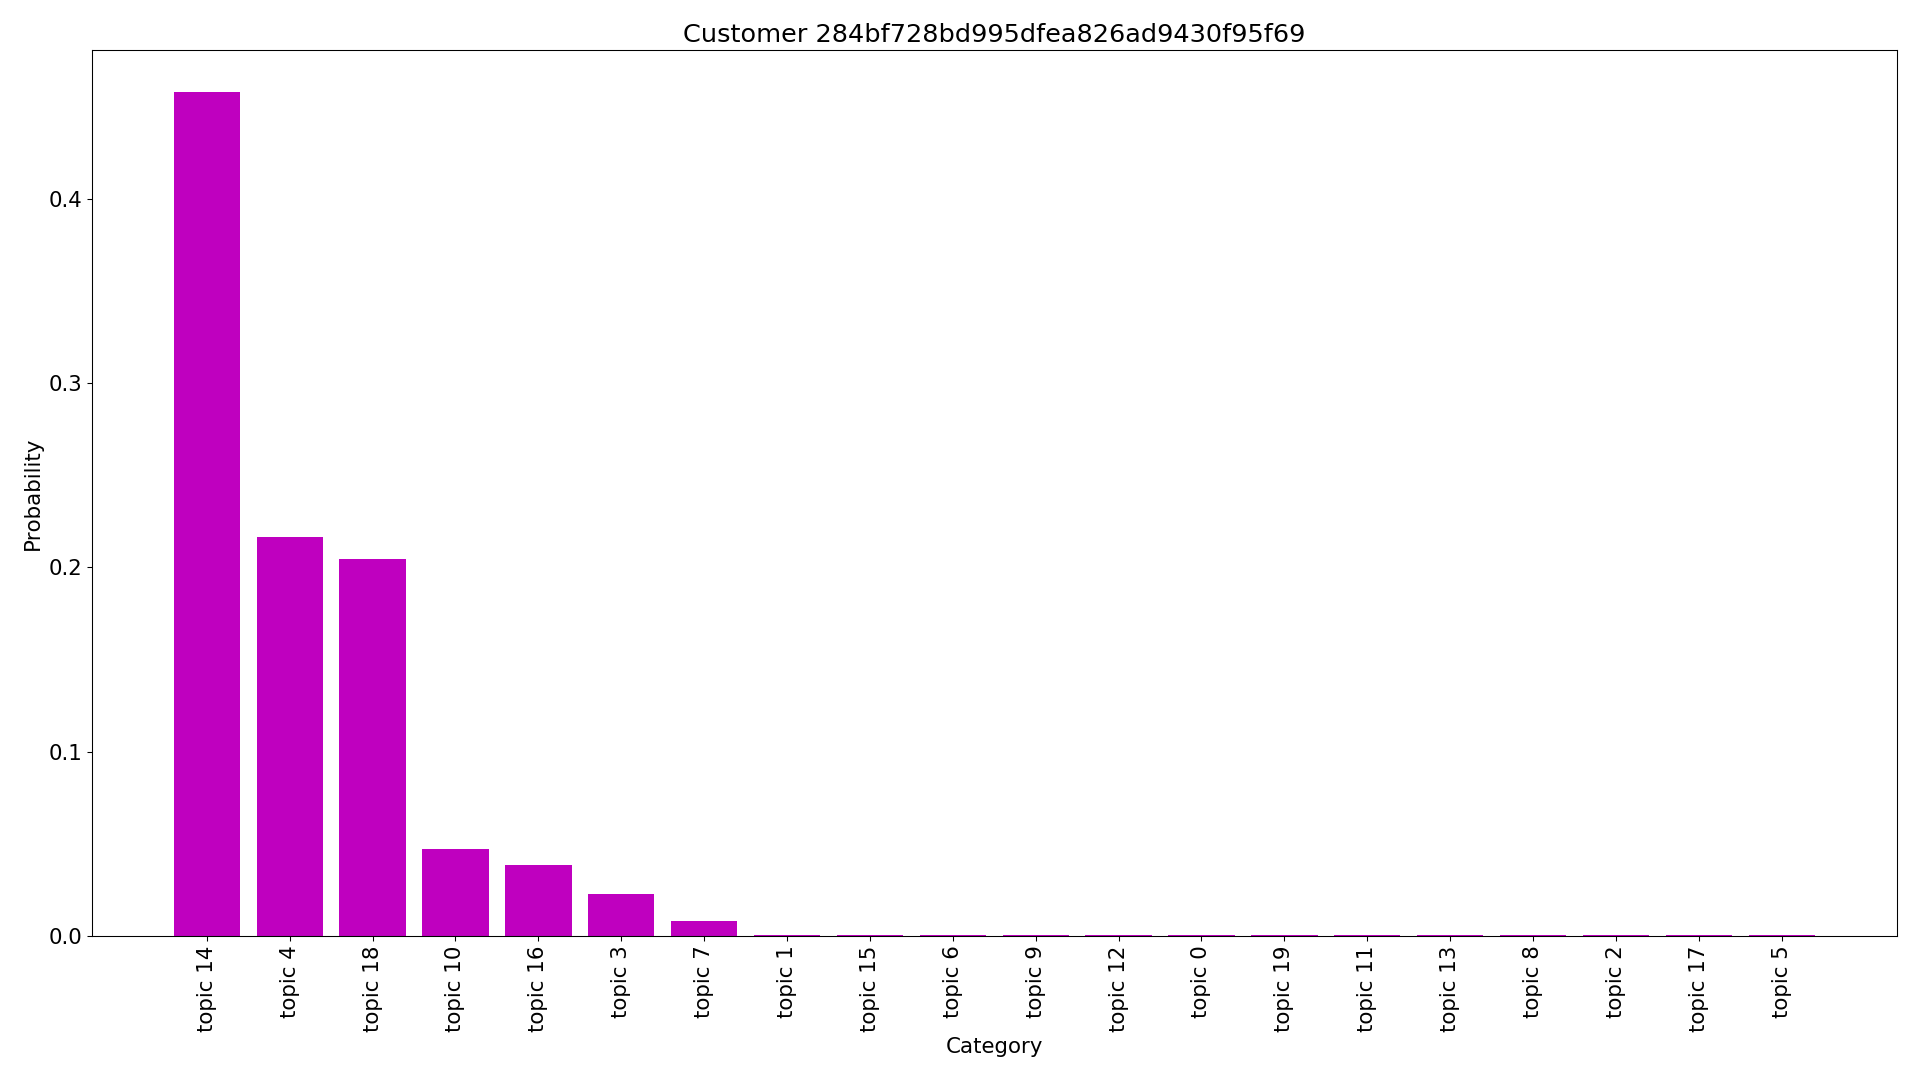 Customer 284bf728bd995dfea826ad9430f95f69
Probability
0.4
0.3
0.2
0.1
0.0
topic 14
topic 4
topic 18
topic 10
topic 16
topic 3
topic 7
topic 1
topic 15
topic 6
topic 9
topic 12
topic 0
topic 19
topic 11
topic 13
topic 8
topic 2
topic 17
topic 5
Category